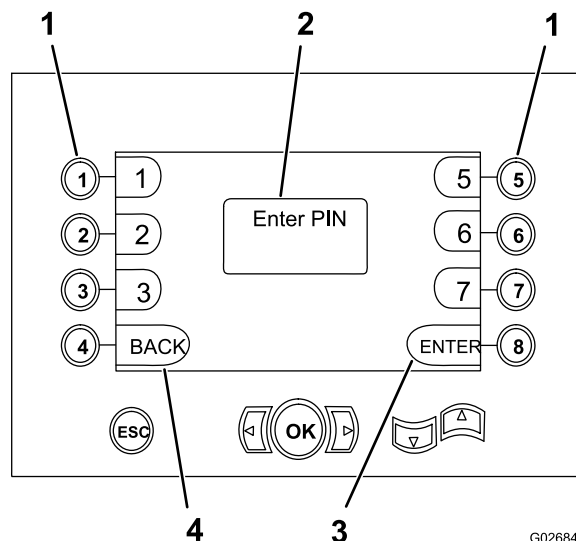 1 2 1
1 1 5 5
2 2 Enter PIN 6 6
3 3 7 7
4 BACK ENTER 8
ESC OK
4 3
G02684